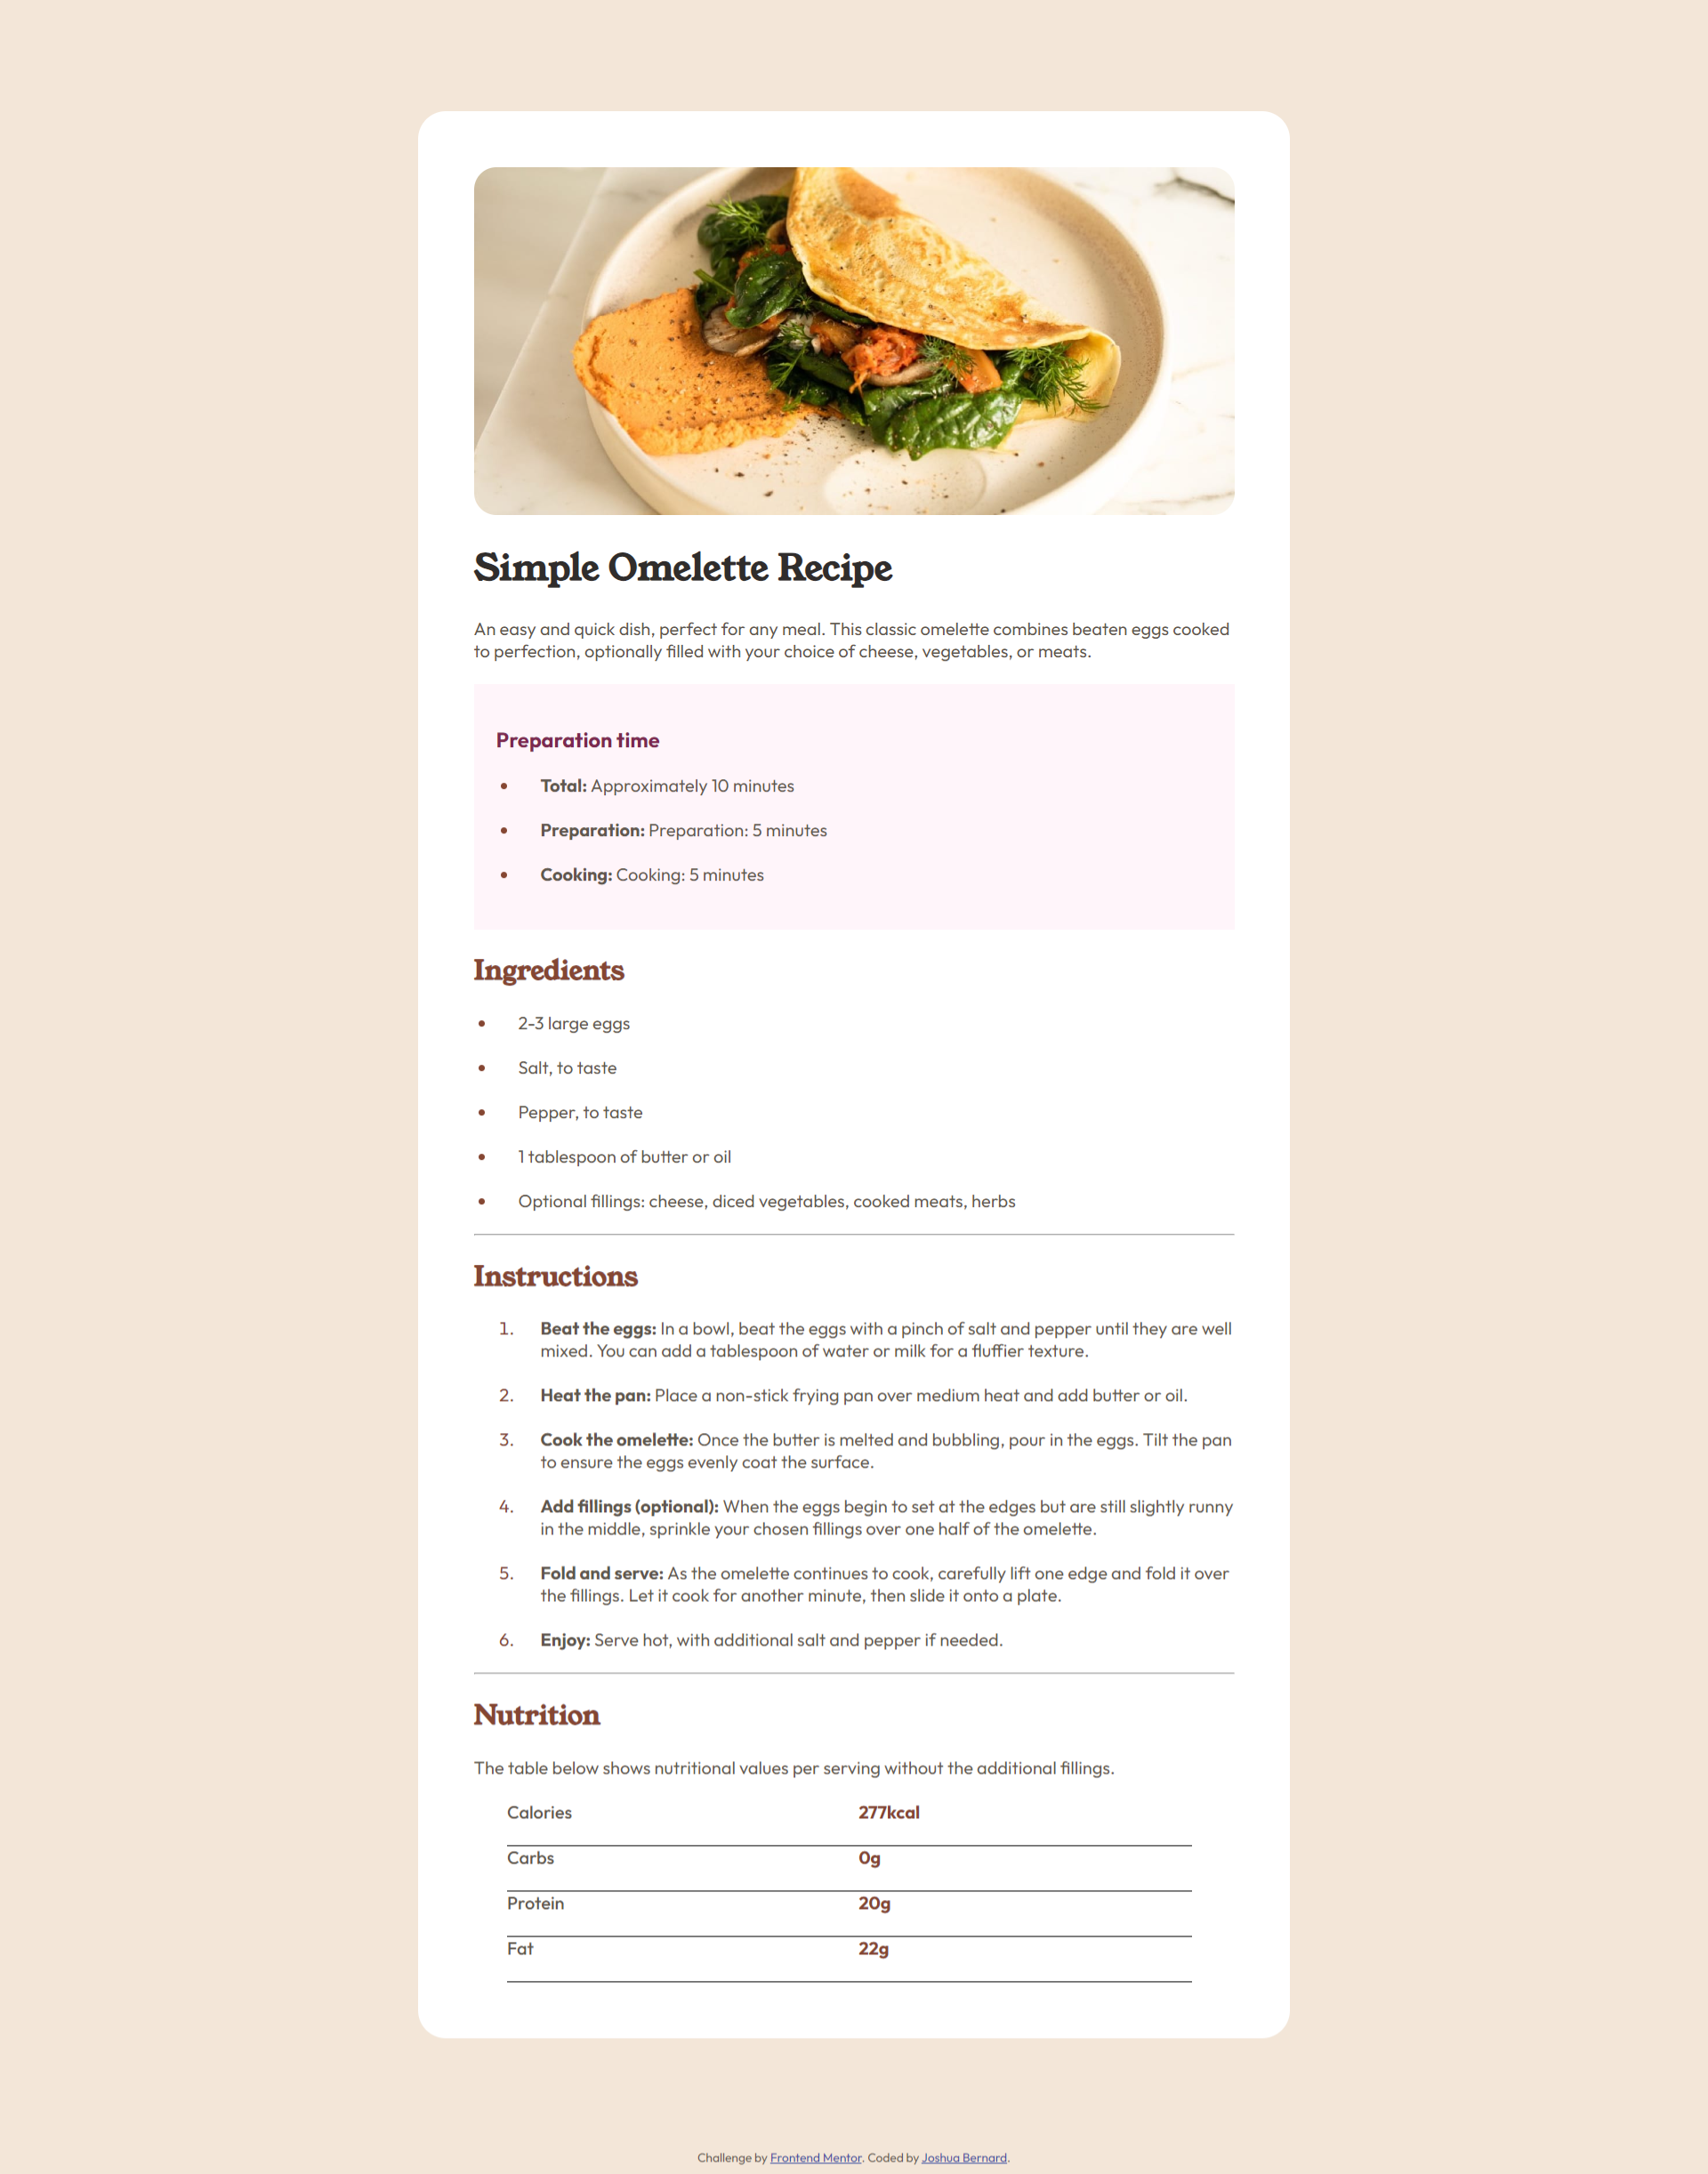 Simple Omelette Recipe
An easy and quick dish, perfect for any meal. This classic omelette combines beaten eggs cooked
to perfection, optionally filled with your choice of cheese, vegetables, or meats.
Preparation time
• Total: Approximately 10 minutes
• Preparation: Preparation: 5 minutes
• Cooking: Cooking: 5 minutes
Ingredients
• 2-3 large eggs
• Salt, to taste
• Pepper, to taste
• 1 tablespoon of butter or oil
• Optional fillings: cheese, diced vegetables, cooked meats, herbs
Instructions
1. Beat the eggs: In a bowl, beat the eggs with a pinch of salt and pepper until they are well
mixed. You can add a tablespoon of water or milk for a fluffier texture.
2. Heat the pan: Place a non-stick frying pan over medium heat and add butter or oil.
3. Cook the omelette: Once the butter is melted and bubbling, pour in the eggs. Tilt the pan
to ensure the eggs evenly coat the surface.
4. Add fillings (optional): When the eggs begin to set at the edges but are still slightly runny
in the middle, sprinkle your chosen fillings over one half of the omelette.
5. Fold and serve: As the omelette continues to cook, carefully lift one edge and fold it over
the fillings. Let it cook for another minute, then slide it onto a plate.
6. Enjoy: Serve hot, with additional salt and pepper if needed.
Nutrition
The table below shows nutritional values per serving without the additional fillings.
Calories 277kcal
Carbs 0g
Protein 20g
Fat 22g
Challenge by Frontend Mentor. Coded by Joshua Bernard.